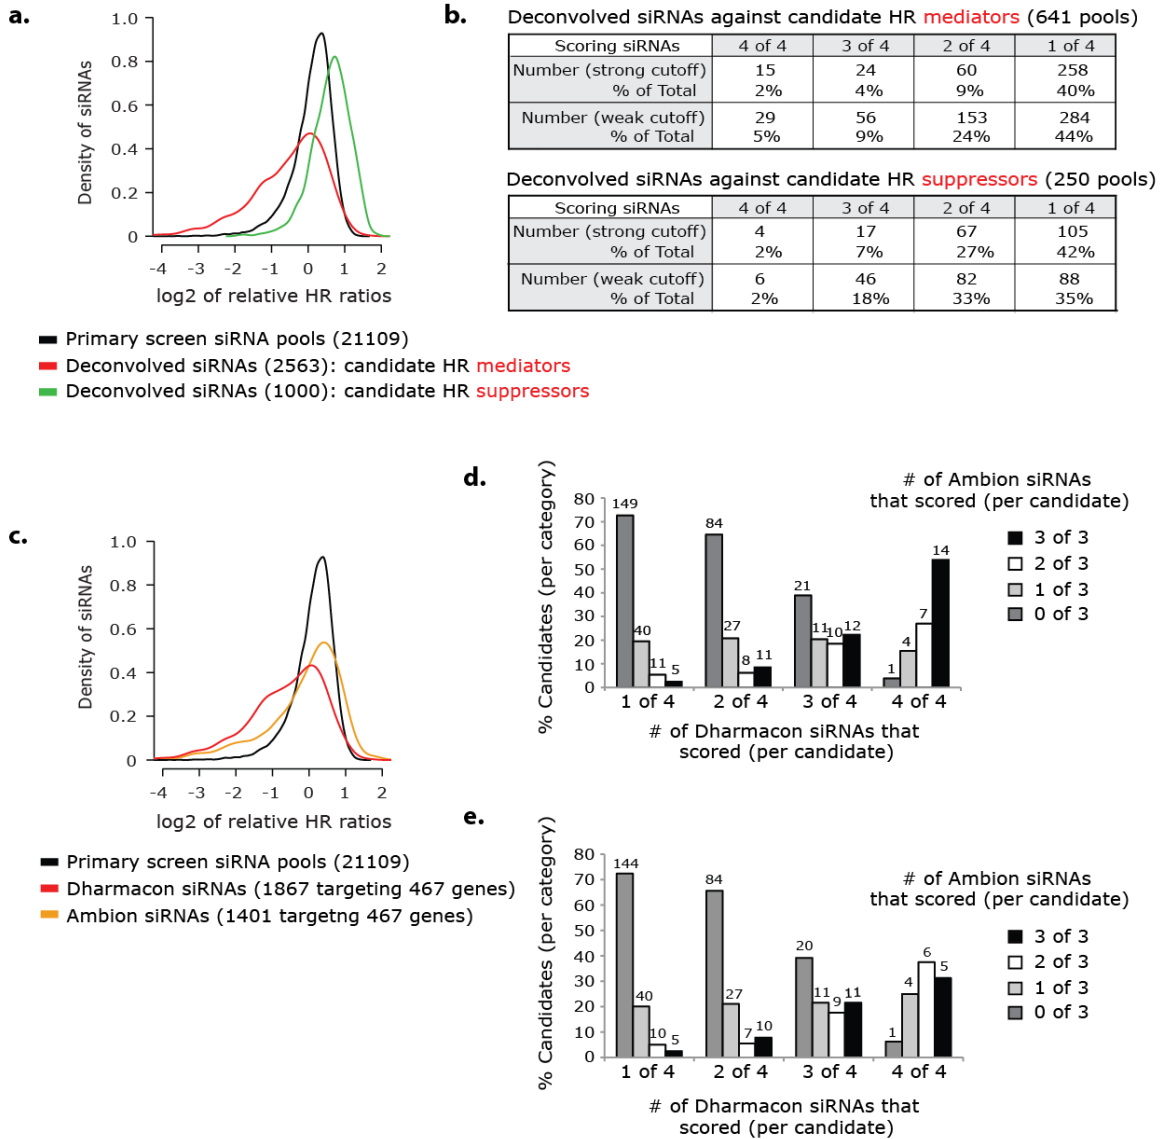 a.
1.0
0.8
0.6
0.4
0.2
0
Density of siRNAs
-4 -3 -2 -1 0 1 2
log2 of relative HR ratios
Primary screen siRNA pools (21109)
Deconvolved siRNAs (2563): candidate HR mediators
Deconvolved siRNAs (1000): candidate HR suppressors
b.
Deconvolved siRNAs against candidate HR mediators (641 pools)
Scoring siRNAs 4 of 4 3 of 4 2 of 4 1 of 4
Number (strong cutoff) 15 24 60 258
% of Total 2% 4% 9% 40%
Number (weak cutoff) 29 56 153 284
% of Total 5% 9% 24% 44%
Deconvolved siRNAs against candidate HR suppressors (250 pools)
Scoring siRNAs 4 of 4 3 of 4 2 of 4 1 of 4
Number (strong cutoff) 4 17 67 105
% of Total 2% 7% 27% 42%
Number (weak cutoff) 6 46 82 88
% of Total 2% 18% 33% 35%
c.
1.0
0.8
0.6
0.4
0.2
0
Density of siRNAs
-4 -3 -2 -1 0 1 2
log2 of relative HR ratios
Primary screen siRNA pools (21109)
Dharmacon siRNAs (1867 targeting 467 genes)
Ambion siRNAs (1401 targetng 467 genes)
d.
# of Ambion siRNAs
that scored (per candidate)
3 of 3
2 of 3
1 of 3
0 of 3
% Candidates (per category)
80
70
60
50
40
30
20
10
0
149 40 11 5
84 27 8 11
21 11 10 12
1 4 7 14
1 of 4 2 of 4 3 of 4 4 of 4
# of Dharmacon siRNAs that
scored (per candidate)
e.
# of Ambion siRNAs
that scored (per candidate)
3 of 3
2 of 3
1 of 3
0 of 3
% Candidates (per category)
80
70
60
50
40
30
20
10
0
144 40 10 5
84 27 7 10
20 11 9 11
1 4 6 5
1 of 4 2 of 4 3 of 4 4 of 4
# of Dharmacon siRNAs that
scored (per candidate)